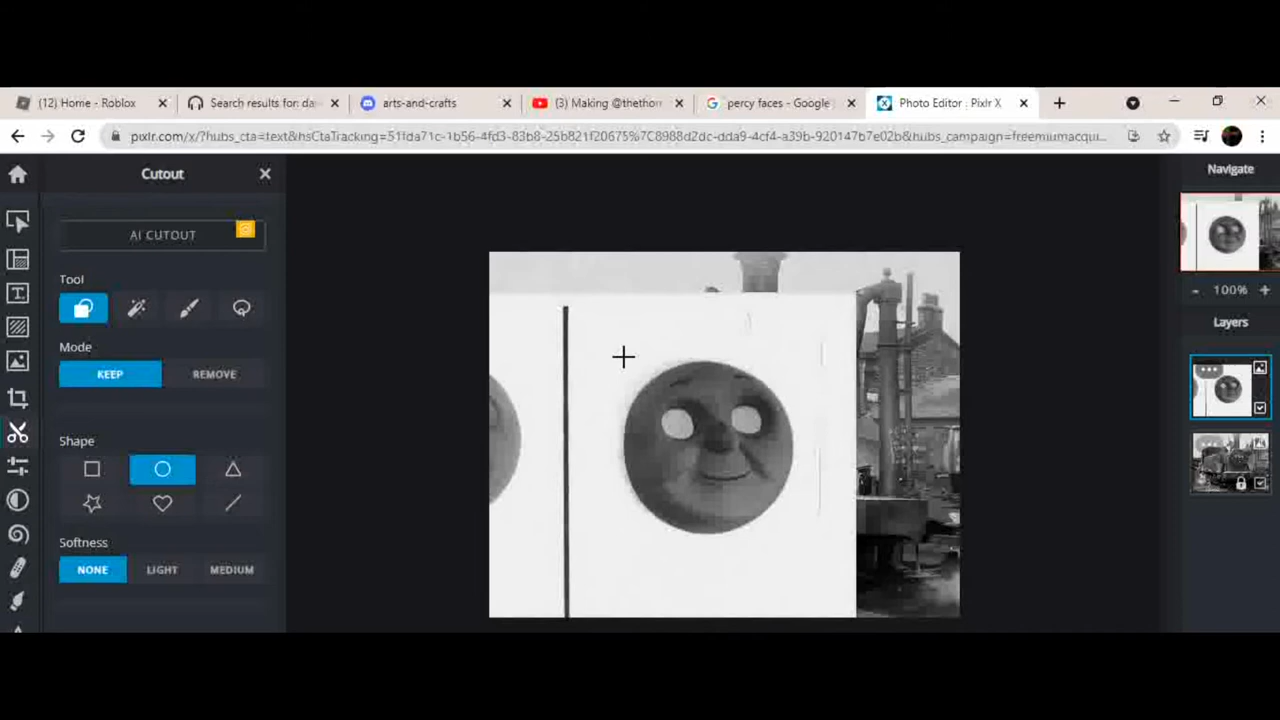 (12) Home - Roblox
Search results for: da
arts-and-crafts
(3) Making @thethom
percy faces - Google
Photo Editor : Pixlr X
pixlr.com/x/?hubs_cta=text&hsCtaTracking=511fda71c-1b56-4fd3-83b8-25b821f20675%7C8988d2dc-dda9-4cf4-a39b-920147b7e02b&hubs_campaign=freemiumacqui...
Cutout
Navigate
AI CUTOUT
Tool
- 100% +
Layers
Mode
KEEP REMOVE
Shape
Softness
NONE LIGHT MEDIUM